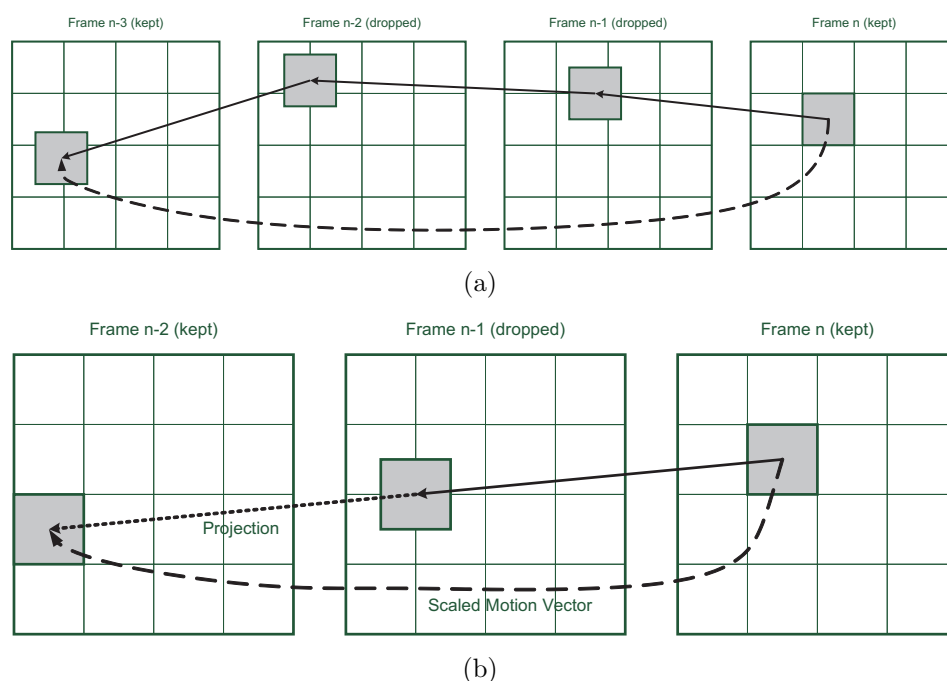 Frame n-3 (kept)
Frame n-2 (dropped)
Frame n-1 (dropped)
Frame n (kept)
(a)
Frame n-2 (kept)
Frame n-1 (dropped)
Frame n (kept)
Projection
Scaled Motion Vector
(b)